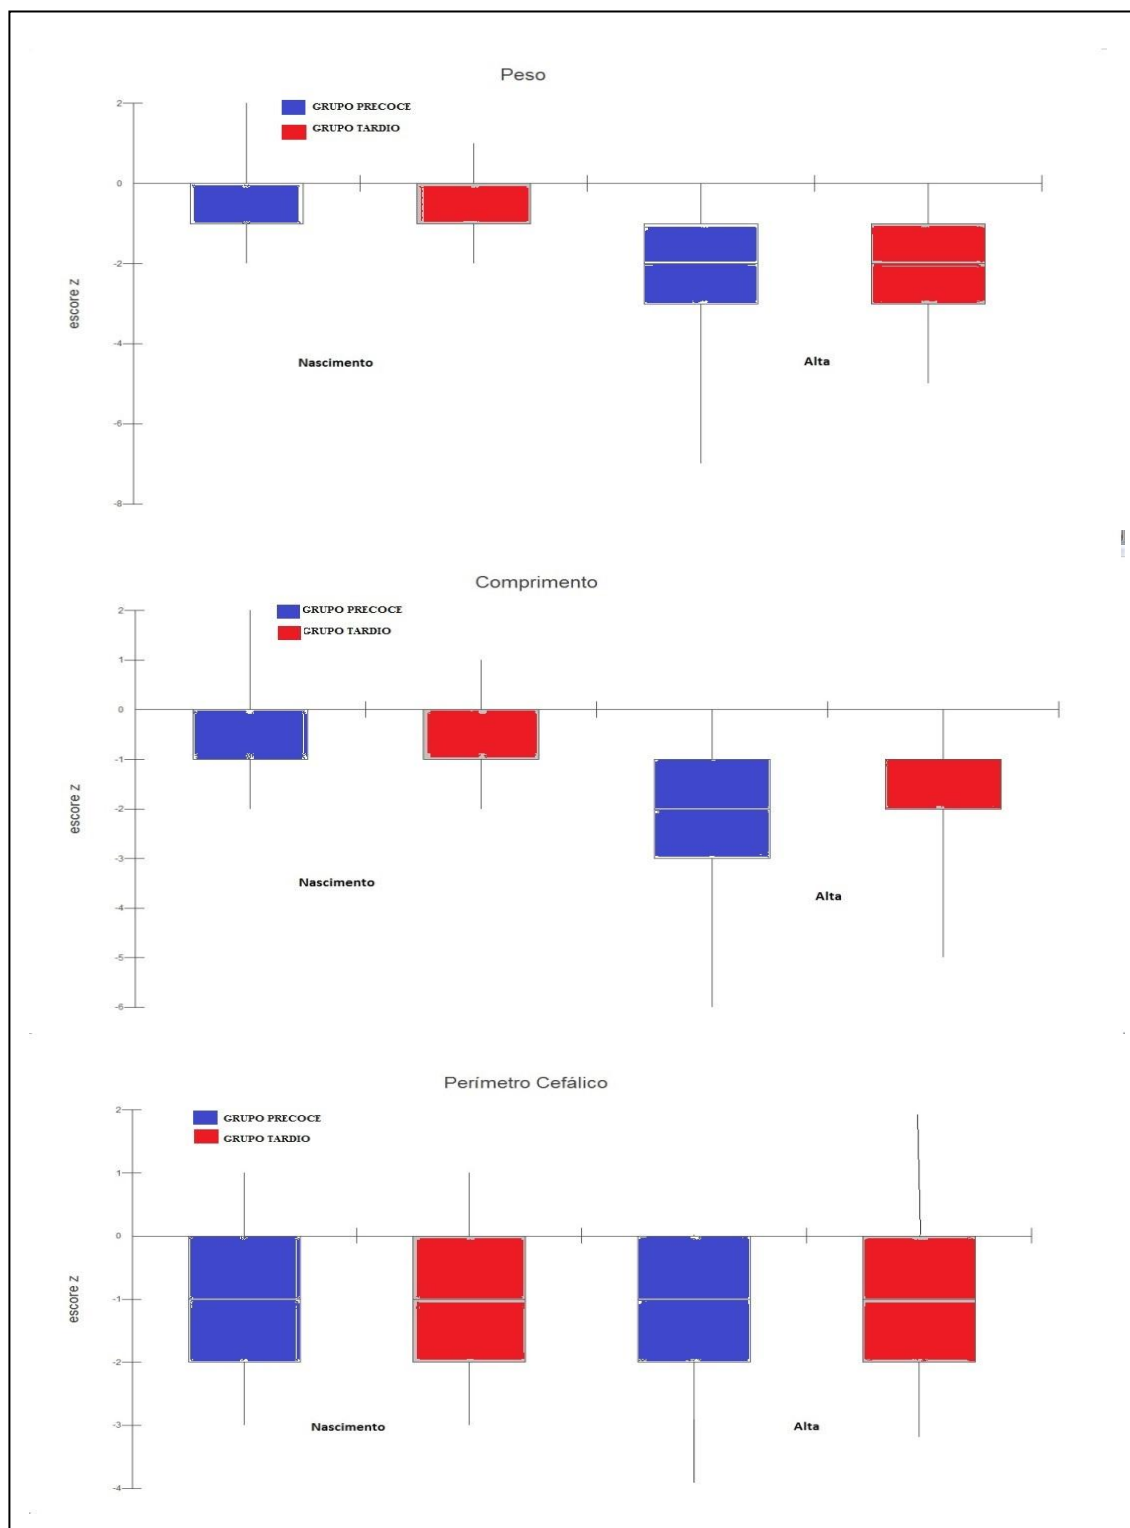 Peso
GRUPO PRECOCE
GRUPO TARDIO
2
0
-2
-4
-6
-8
escore z
Nascimento
Alta
Comprimento
GRUPO PRECOCE
GRUPO TARDIO
2
1
0
-1
-2
-3
-4
-5
-6
escore z
Nascimento
Alta
Perímetro Cefálico
GRUPO PRECOCE
GRUPO TARDIO
2
1
0
-1
-2
-3
-4
escore z
Nascimento
Alta